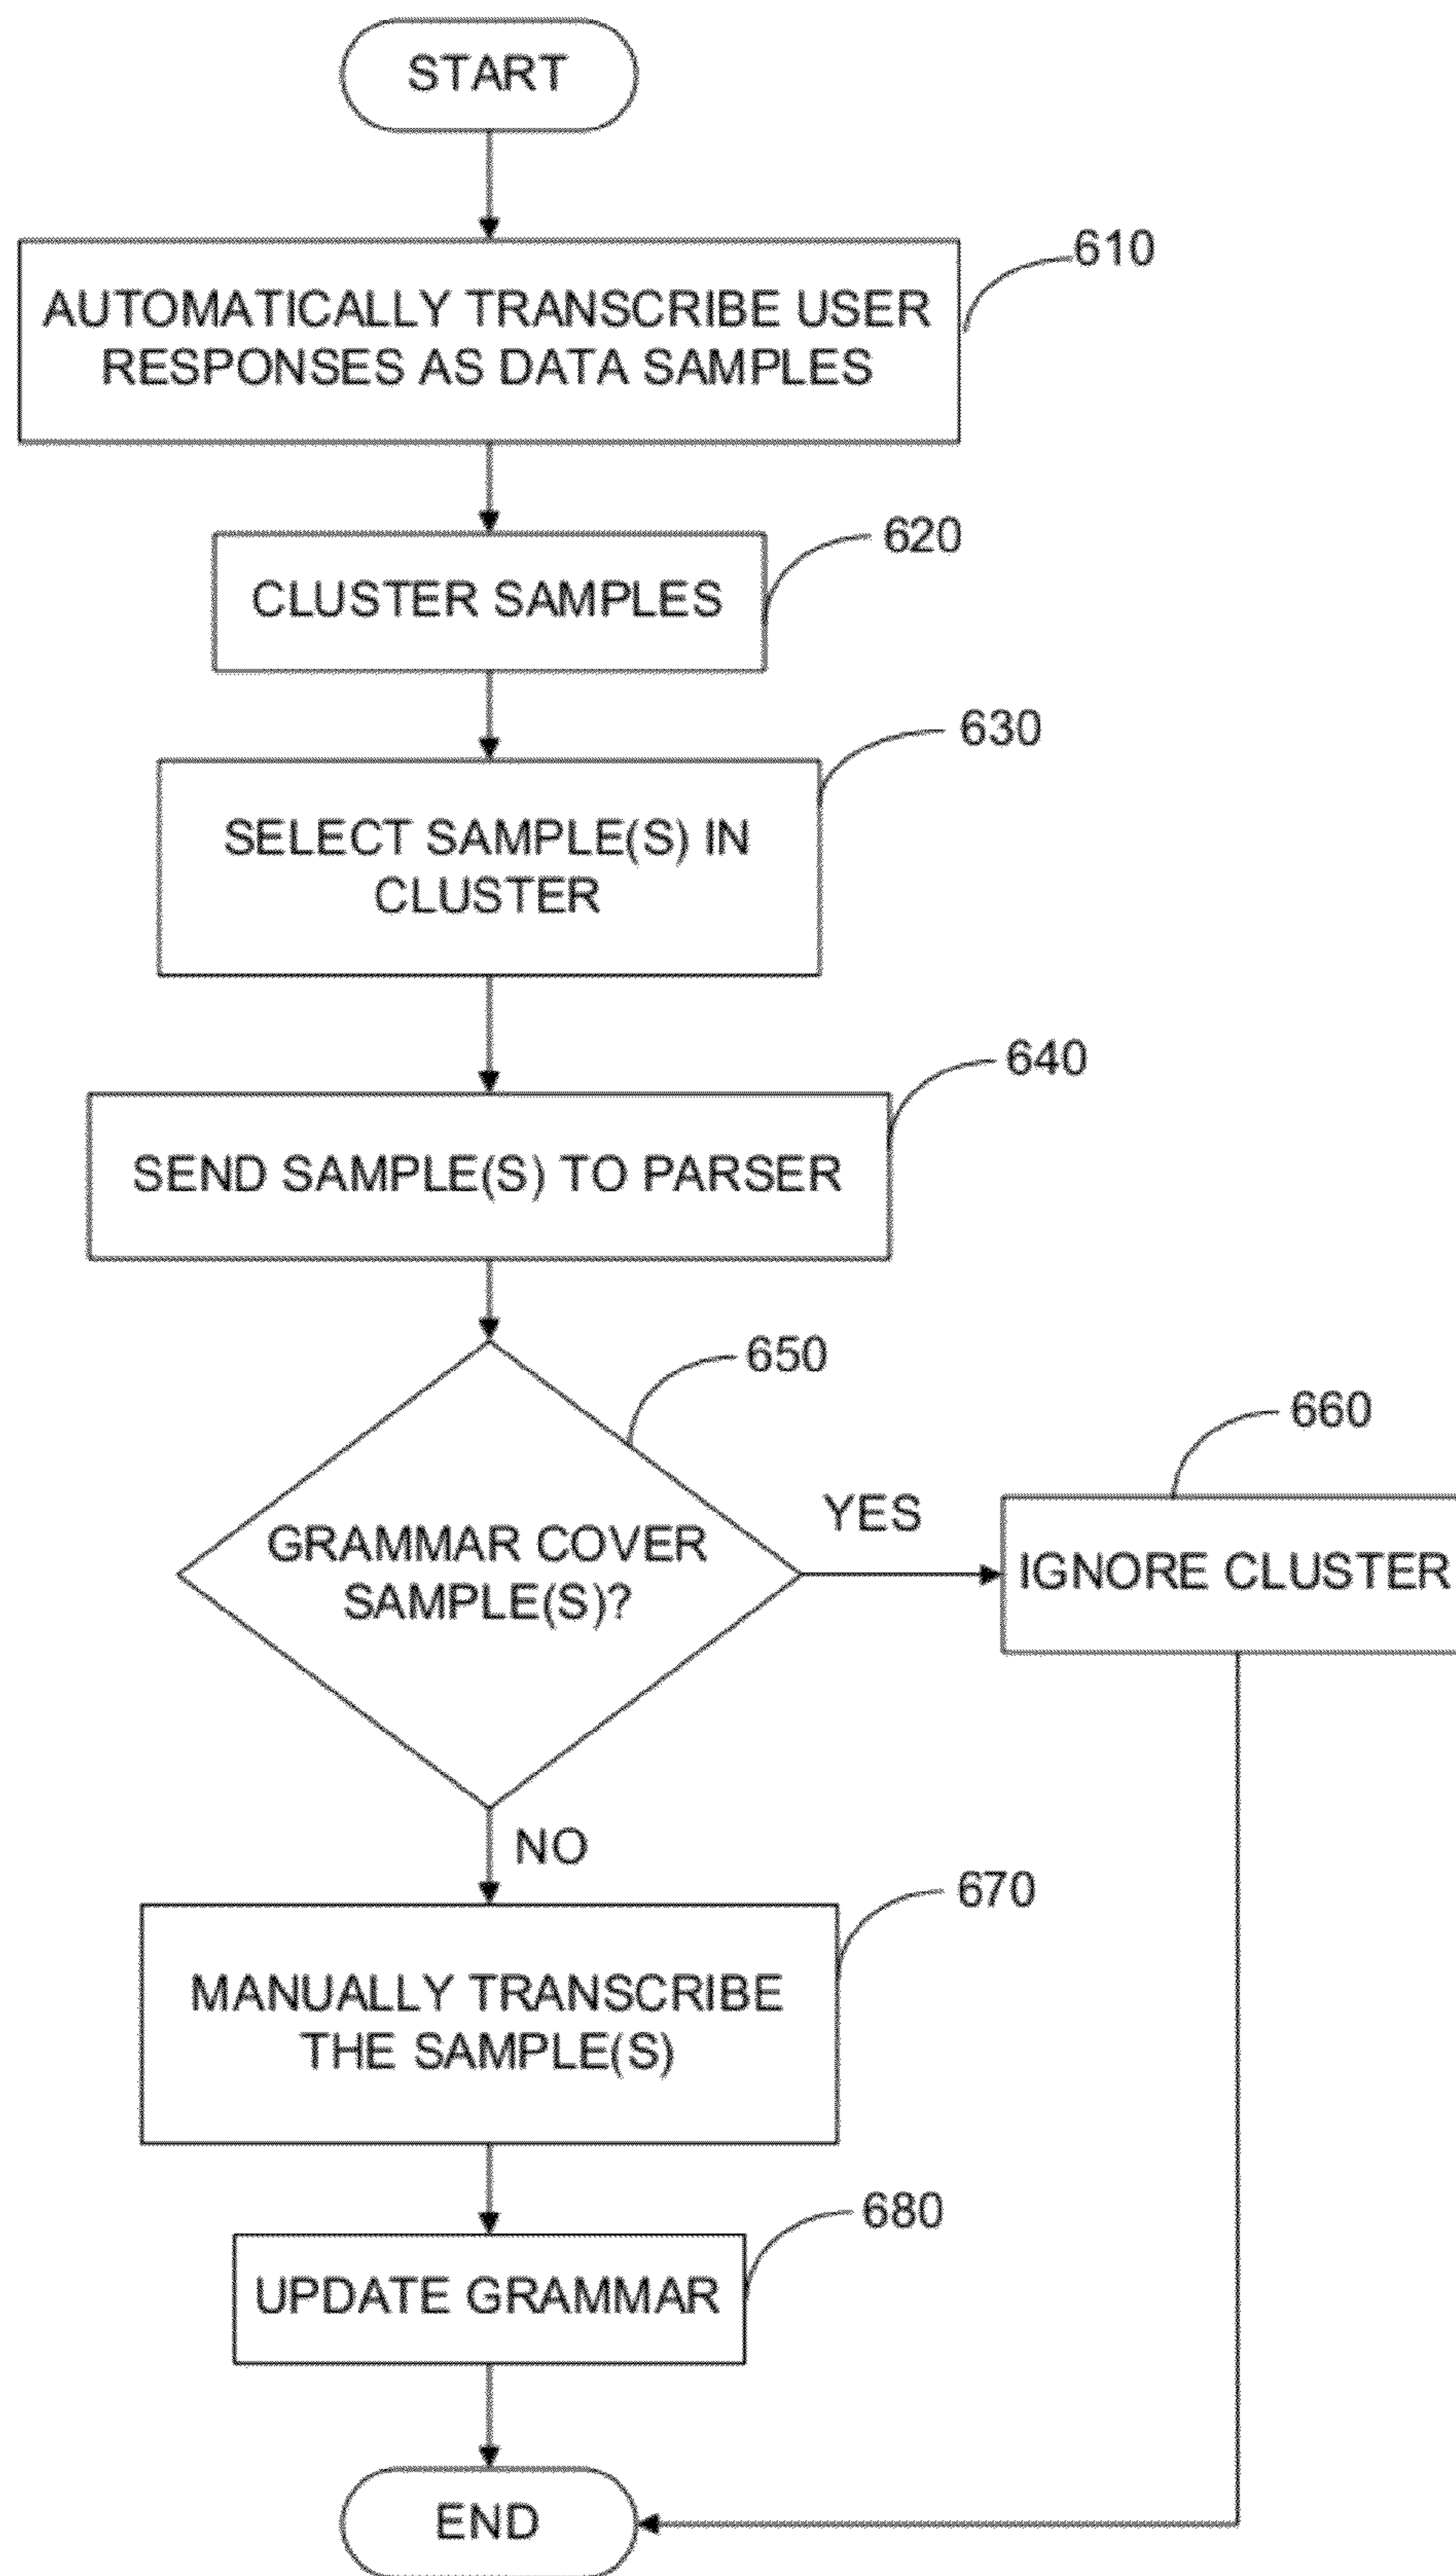 START
610
AUTOMATICALLY TRANSCRIBE USER
RESPONSES AS DATA SAMPLES
620
CLUSTER SAMPLES
630
SELECT SAMPLE(S) IN
CLUSTER
640
SEND SAMPLE(S) TO PARSER
650
GRAMMAR COVER
SAMPLE(S)?
YES
660
IGNORE CLUSTER
NO
670
MANUALLY TRANSCRIBE
THE SAMPLE(S)
680
UPDATE GRAMMAR
END